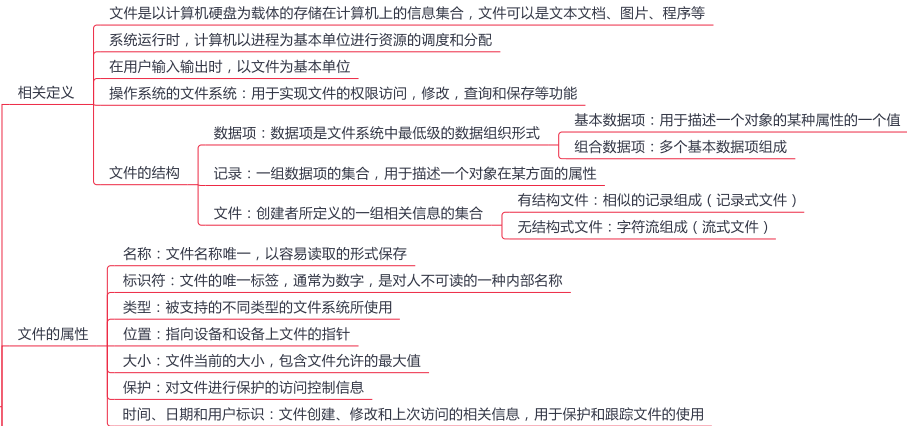 文件是以计算机硬盘为载体的存储在计算机上的信息集合，文件可以是文本文档、图片、程序等
系统运行时，计算机以进程为基本单位进行资源的调度和分配
在用户输入输出时，以文件为基本单位
相关定义
操作系统的文件系统：用于实现文件的权限访问，修改，查询和保存等功能
基本数据项：用于描述一个对象的某种属性的一个值
数据项：数据项是文件系统中最低级的数据组织形式
组合数据项：多个基本数据项组成
文件的结构
记录：一组数据项的集合，用于描述一个对象在某方面的属性
有结构文件：相似的记录组成（记录式文件）
文件：创建者所定义的一组相关信息的集合
无结构式文件：字符流组成（流式文件）
名称：文件名称唯一，以容易读取的形式保存
标识符：文件的唯一标签，通常为数字，是对人不可读的一种内部名称
类型：被支持的不同类型的文件系统所使用
文件的属性
位置：指向设备和设备上文件的指针
大小：文件当前的大小，包含文件允许的最大值
保护：对文件进行保护的访问控制信息
时间、日期和用户标识：文件创建、修改和上次访问的相关信息，用于保护和跟踪文件的使用